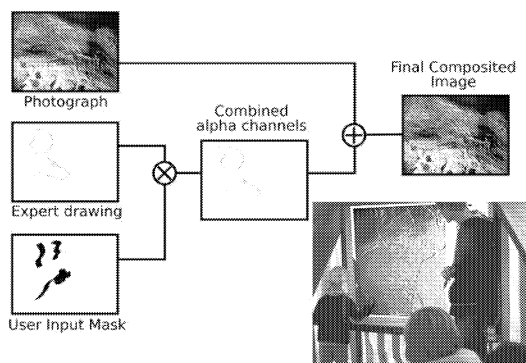 Photograph
Expert drawing
User Input Mask
Combined
alpha channels
Final Composited
Image